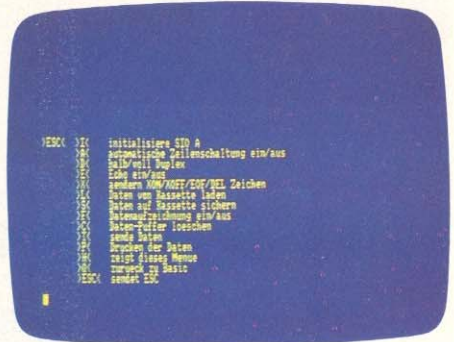 >ESC< >I< initialisiere SIO A
automatische Zeilenschaltung ein/aus
halb/voll Duplex
Echo ein/aus
aendern XON/XOFF/EOF/DEL Zeichen
Daten von Kassette laden
Daten auf Kassette sichern
Datenaufzeichnung ein/aus
Daten-Puffer loeschen
sende Daten
Drucken der Daten
zeigt dieses Menue
zurueck zu Basic
>ESC< sendet ESC